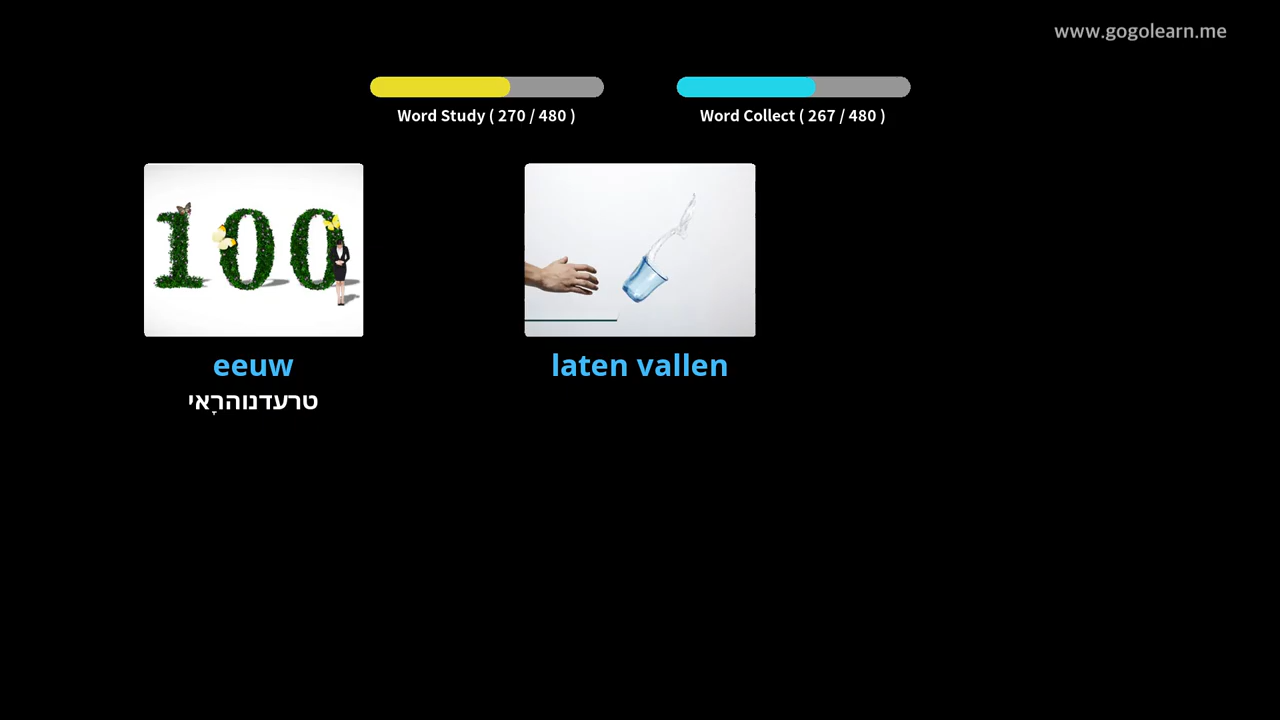 www.gogolearn.me
Word Study ( 270 / 480 )
Word Collect ( 267 / 480 )
100
eeuw
טרעדנוהרָאי
laten vallen